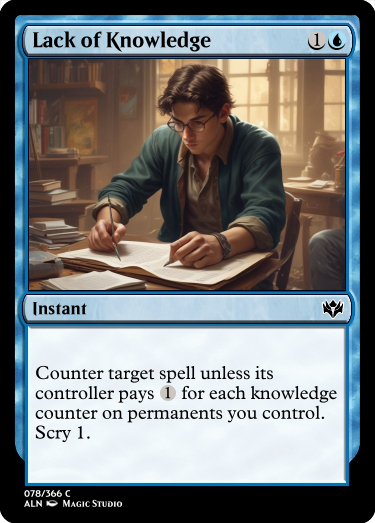 Lack of Knowledge 1
Instant
Counter target spell unless its
controller pays 1 for each knowledge
counter on permanents you control.
Scry 1.
078/366 C
ALN Magic Studio